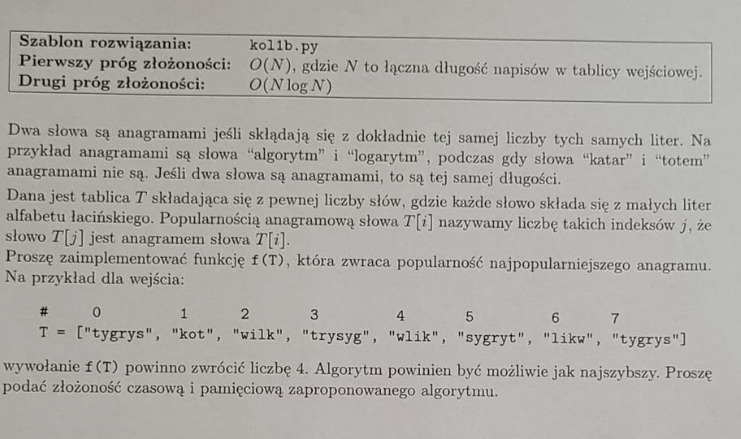 Szablon rozwiązania: kol1b.py
Pierwszy próg złożoności: O(N), gdzie N to łączna długość napisów w tablicy wejściowej.
Drugi próg złożoności: O(N log N)
Dwa słowa są anagramami jeśli składają się z dokładnie tej samej liczby tych samych liter. Na
przykład anagramami są słowa “algorytm” i “logarytm”, podczas gdy słowa “katar” i “totem”
anagramami nie są. Jeśli dwa słowa są anagramami, to są tej samej długości.
Dana jest tablica T składająca się z pewnej liczby słów, gdzie każde słowo składa się z małych liter
alfabetu łacińskiego. Popularnością anagramową słowa T[i] nazywamy liczbę takich indeksów j, że
słowo T[j] jest anagramem słowa T[i].
Proszę zaimplementować funkcję f(T), która zwraca popularność najpopularniejszego anagramu.
Na przykład dla wejścia:
# 0 1 2 3 4 5 6 7
T = ["tygrys", "kot", "wilk", "trysyg", "wlik", "sygryt", "likw", "tygrys"]
wywołanie f(T) powinno zwrócić liczbę 4. Algorytm powinien być możliwie jak najszybszy. Proszę
podać złożoność czasową i pamięciową zaproponowanego algorytmu.